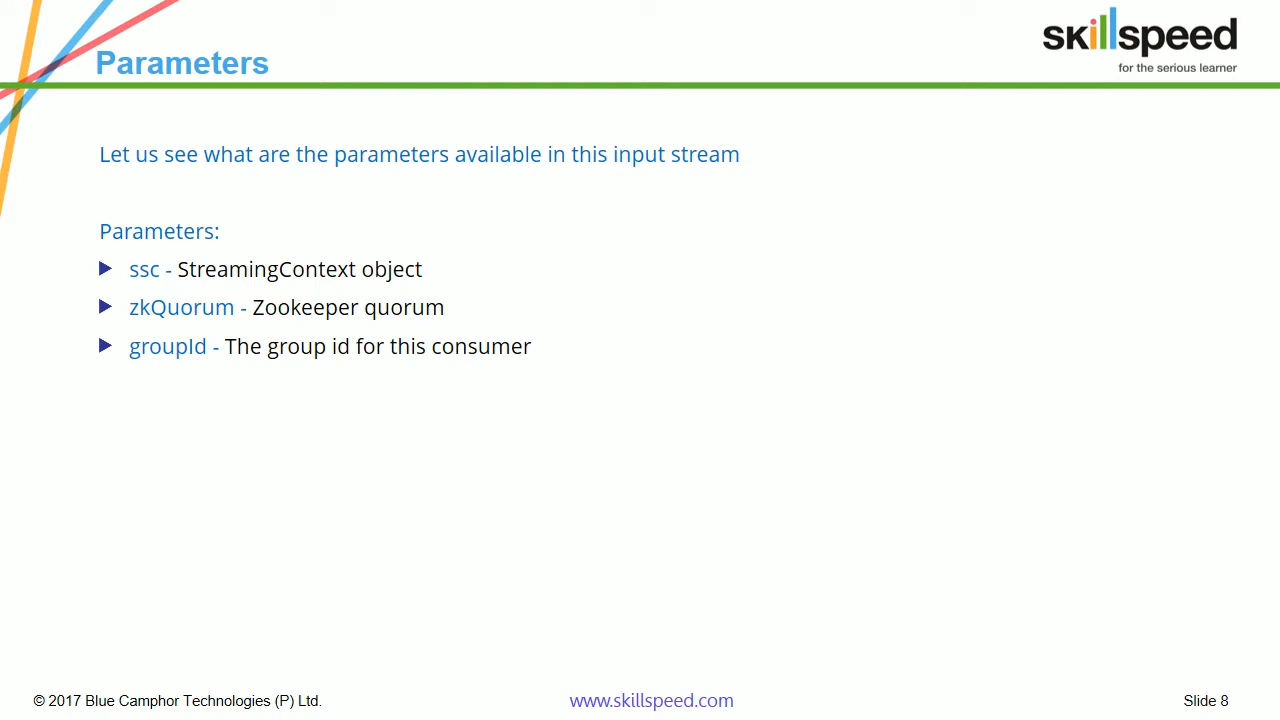 skillspeed
for the serious learner
Parameters
Let us see what are the parameters available in this input stream
Parameters:
ssc - StreamingContext object
zkQuorum - Zookeeper quorum
groupId - The group id for this consumer
© 2017 Blue Camphor Technologies (P) Ltd.
www.skillspeed.com
Slide 8